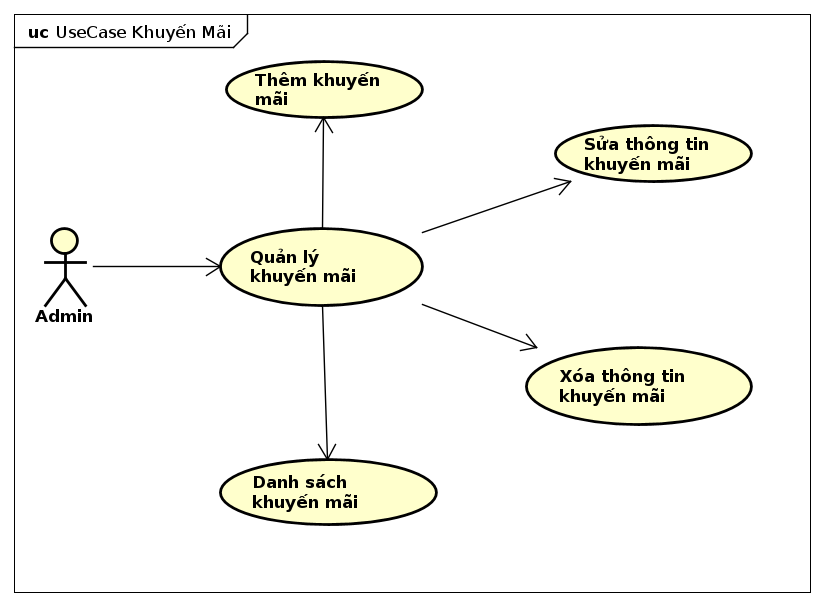 uc UseCase Khuyến Mãi
Thêm khuyến
mãi
Sửa thông tin
khuyến mãi
Quản lý
khuyến mãi
Admin
Xóa thông tin
khuyến mãi
Danh sách
khuyến mãi